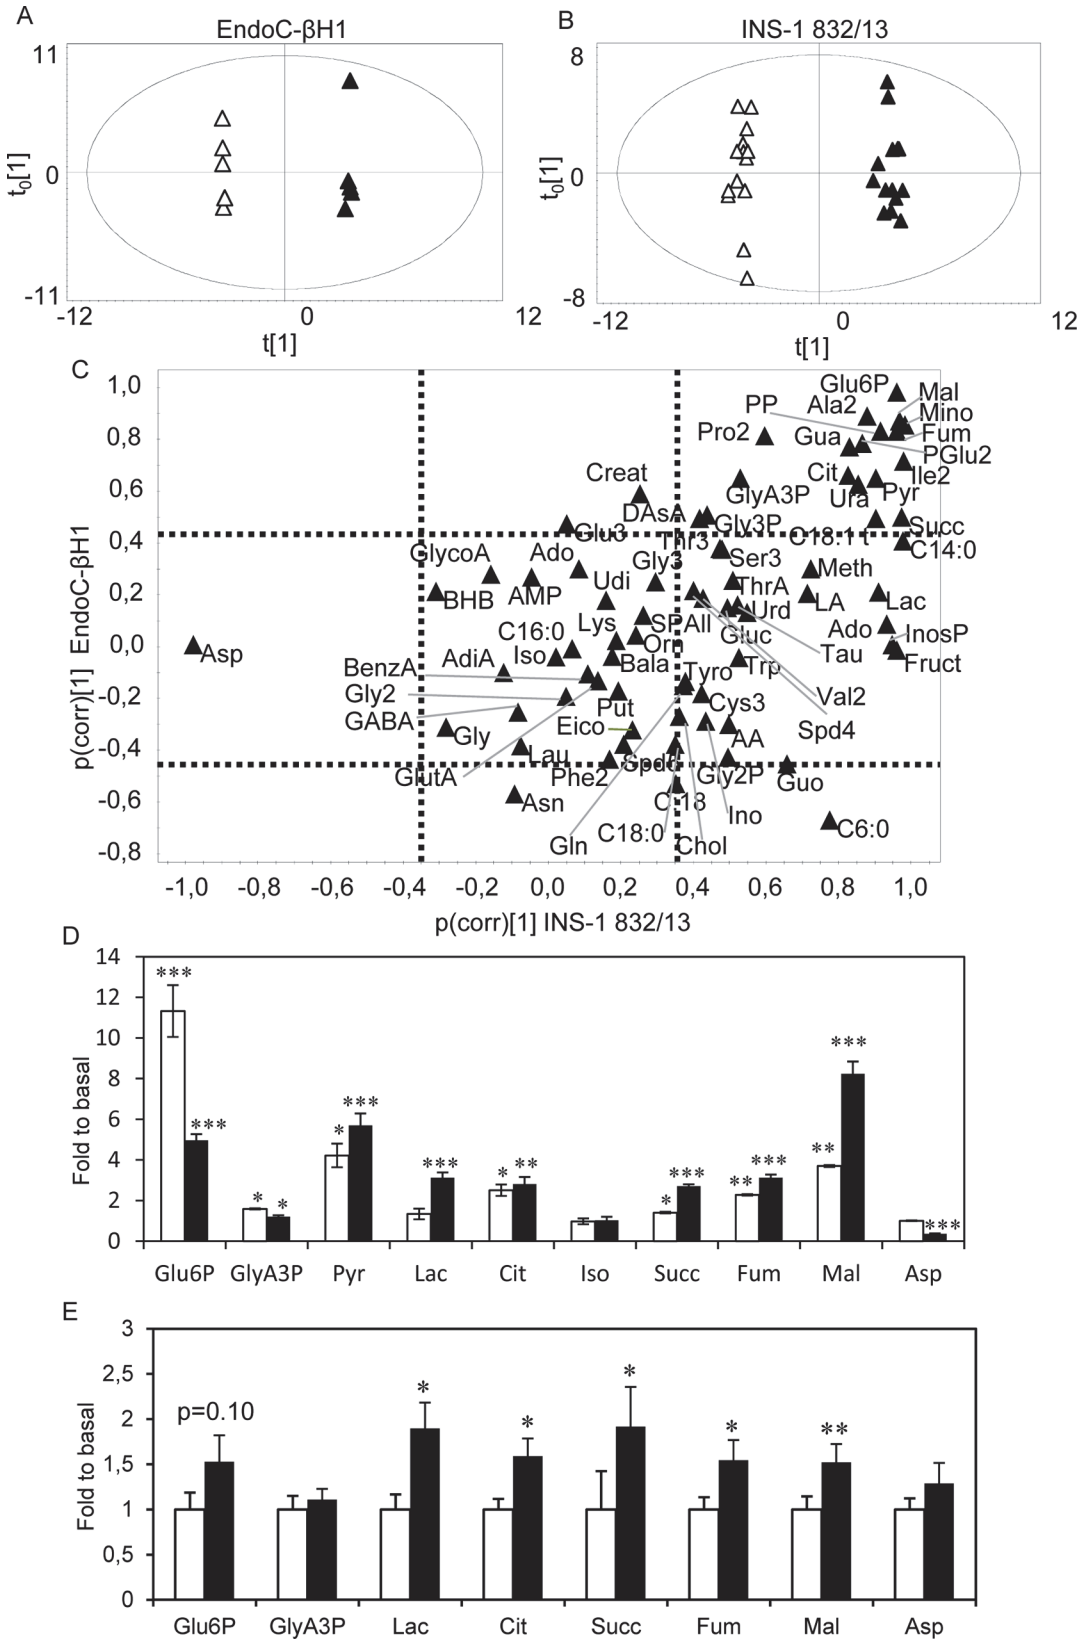 A
EndoC-βH1
11
0
-11
t0[1]
-12
0
12
t[1]
B
INS-1 832/13
8
0
-8
t0[1]
-12
0
12
t[1]
C
1,0
0,8
0,6
0,4
0,2
0,0
-0,2
-0,4
-0,6
-0,8
p(corr)[1] EndoC-βH1
Glu6P
Mal
PP
Ala2
Mino
Pro2
Gua
Fum
PGlu2
Creat
Cit
Ile2
GlyA3P
Ura
Pyr
DAsA
Glu3
Gly3P
Succ
Thr3
C18:1t
C14:0
GlycoA
Ado
Gly3
Ser3
Meth
AMP
Udi
ThrA
BHB
LA
Lac
Lys
SPAll
Urd
C16:0
Orn
Gluc
Ado
InosP
Asp
AdiA
Iso
Bala
Trp
Tau
Fruct
BenzA
Tyro
Gly2
Put
Cys3
Val2
GABA
Eico
Spd4
Gly
AA
Lau
GlutA
Phe2
Gly2P
Guo
Asn
C:18
Ino
C18:0
C6:0
Gln
Chol
-1,0 -0,8 -0,6 -0,4 -0,2 0,0 0,2 0,4 0,6 0,8 1,0
p(corr)[1] INS-1 832/13
D
14
12
10
8
6
4
2
0
Fold to basal
***
***
*
*
*
***
***
*
**
*
***
**
***
**
***
***
Glu6P GlyA3P Pyr Lac Cit Iso Succ Fum Mal Asp
E
3
2,5
2
1,5
1
0,5
0
Fold to basal
p=0.10
*
*
*
*
**
Glu6P GlyA3P Lac Cit Succ Fum Mal Asp